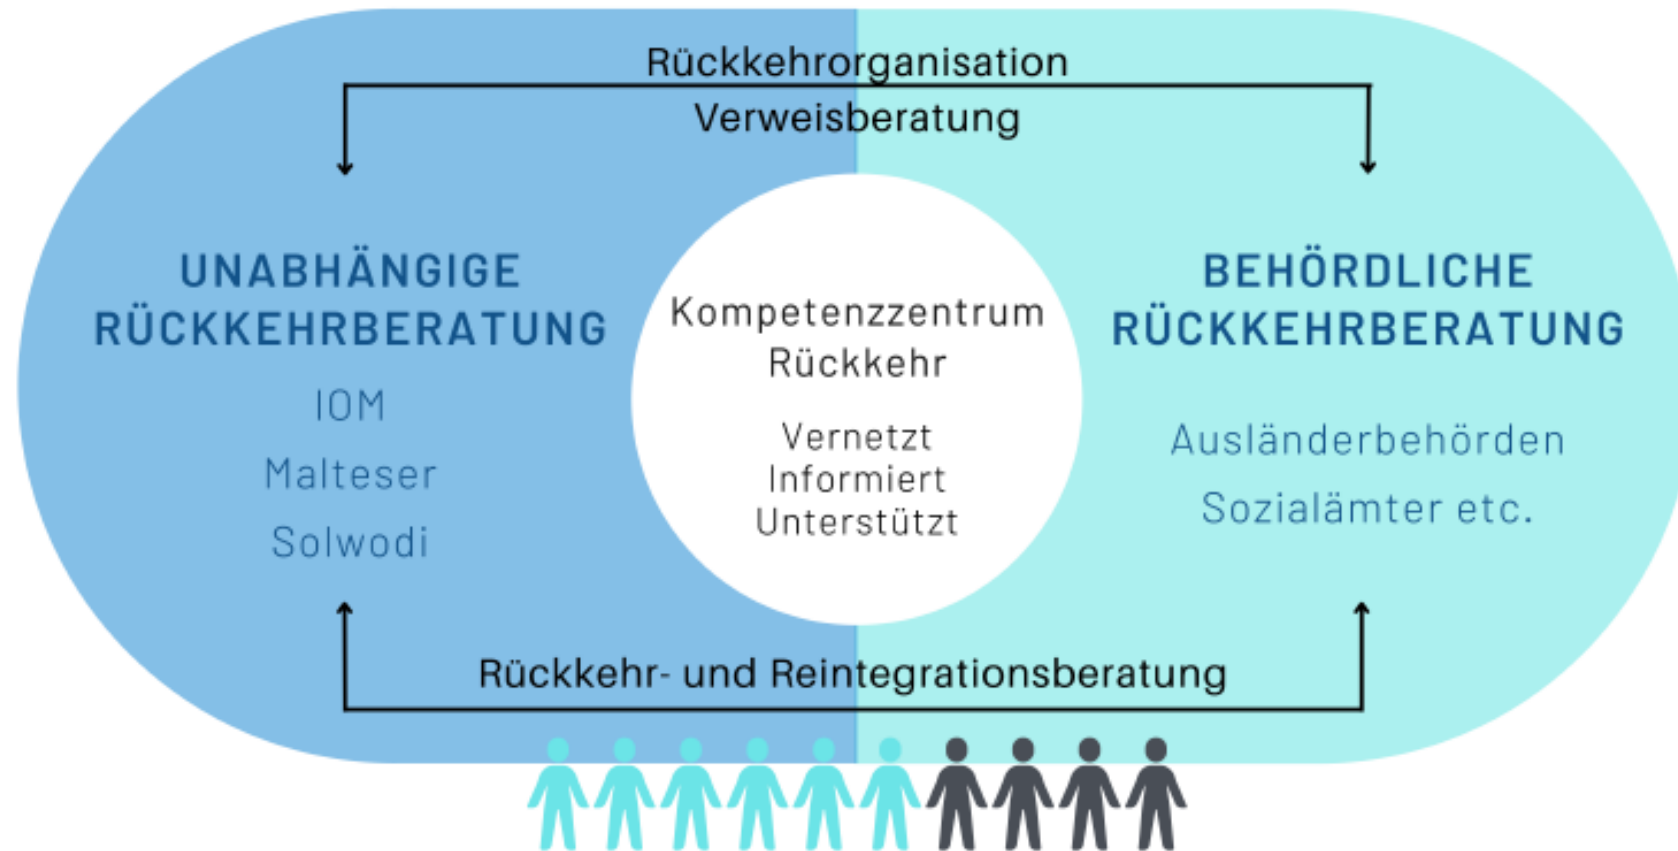 Rückkehrorganisation
Verweisberatung
UNABHÄNGIGE
RÜCKKEHRBERATUNG
IOM
Malteser
Solwodi
Kompetenzzentrum
Rückkehr
Vernetzt
Informiert
Unterstützt
BEHÖRDLICHE
RÜCKKEHRBERATUNG
Ausländerbehörden
Sozialämter etc.
Rückkehr- und Reintegrationsberatung